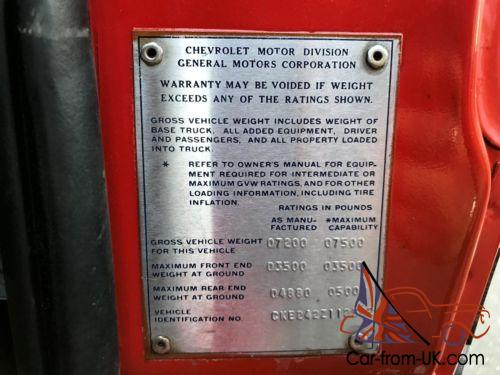 CHEVROLET MOTOR DIVISION
GENERAL MOTORS CORPORATION
WARRANTY MAY BE VOIDED IF WEIGHT
EXCEEDS ANY OF THE RATINGS SHOWN.
GROSS VEHICLE WEIGHT INCLUDES WEIGHT OF
BASE TRUCK, ALL ADDED EQUIPMENT, DRIVER
AND PASSENGERS, AND ALL PROPERTY LOADED
INTO TRUCK.
* REFER TO OWNER'S MANUAL FOR EQUIP-
MENT REQUIRED FOR INTERMEDIATE OR
MAXIMUM GVW RATINGS, AND FOR OTHER
LOADING INFORMATION, INCLUDING TIRE
INFLATION.
RATINGS IN POUNDS
AS MANU- *MAXIMUM
FACTURED CAPABILITY
GROSS VEHICLE WEIGHT 07200 07500
FOR THIS VEHICLE
MAXIMUM FRONT END 03500 03500
WEIGHT AT GROUND
MAXIMUM REAR END 04880 0500
WEIGHT AT GROUND
VEHICLE
IDENTIFICATION NO.
Car-from-UK.com